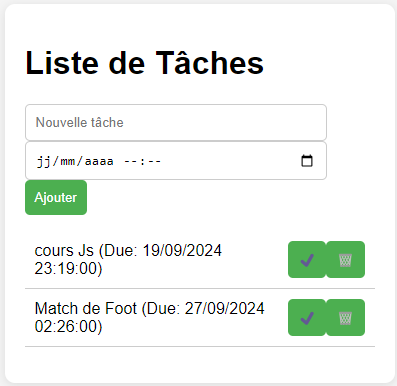 Liste de Tâches
Nouvelle tâche
jj/mm/aaaa --:--
Ajouter
cours Js (Due: 19/09/2024
23:19:00)
Match de Foot (Due: 27/09/2024
02:26:00)